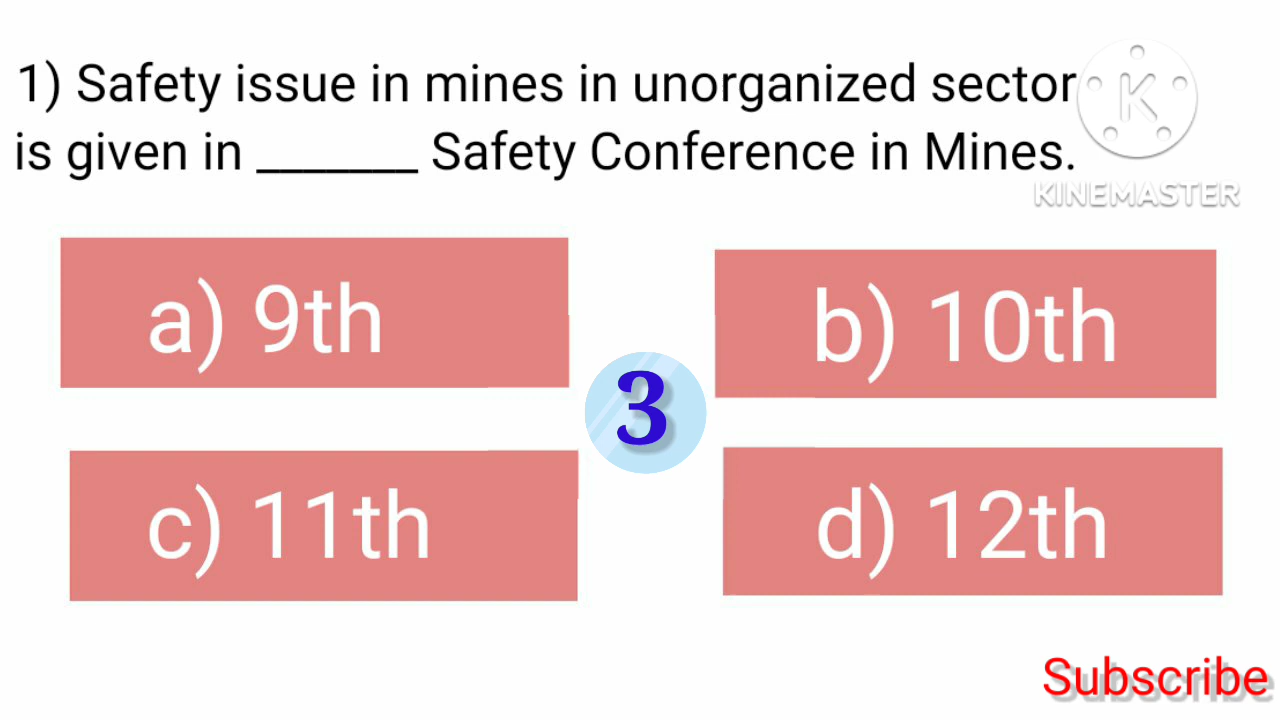 1) Safety issue in mines in unorganized sector
is given in _______ Safety Conference in Mines.
K
KINEMASTER
a) 9th
b) 10th
3
c) 11th
d) 12th
Subscribe